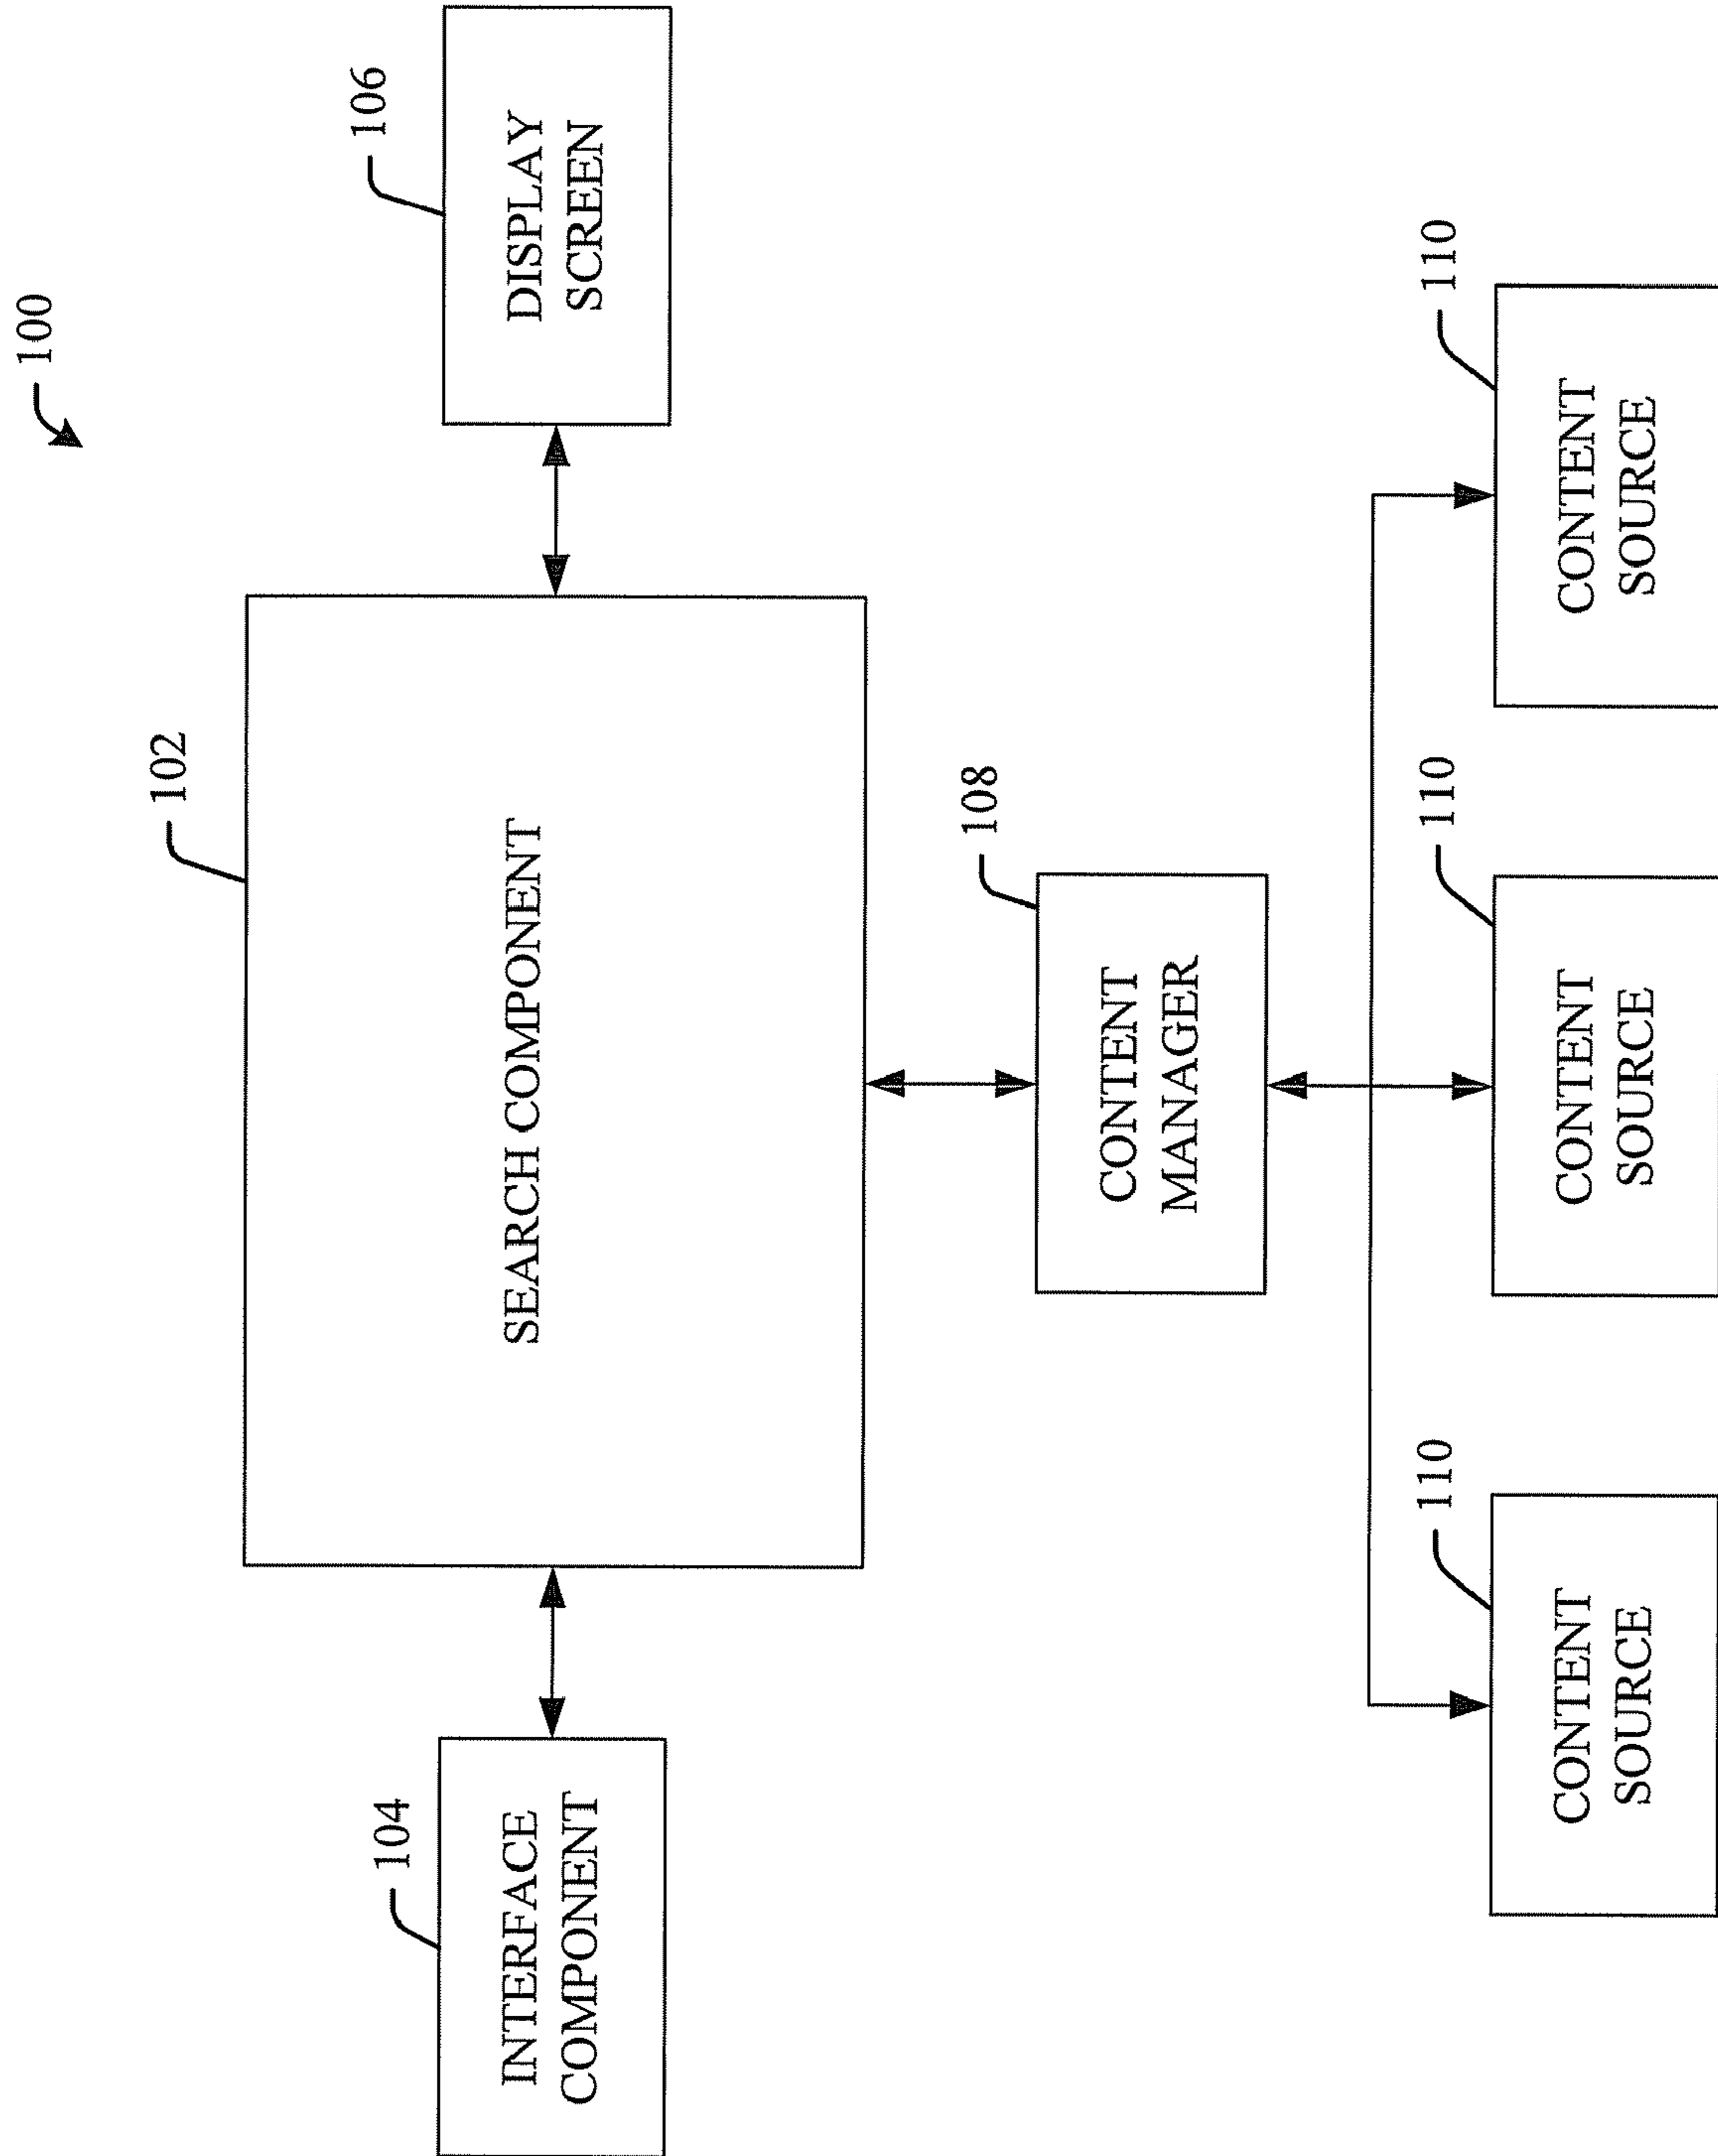 100
102
SEARCH COMPONENT
104
INTERFACE
COMPONENT
106
DISPLAY
SCREEN
108
CONTENT
MANAGER
110
CONTENT
SOURCE
110
CONTENT
SOURCE
110
CONTENT
SOURCE